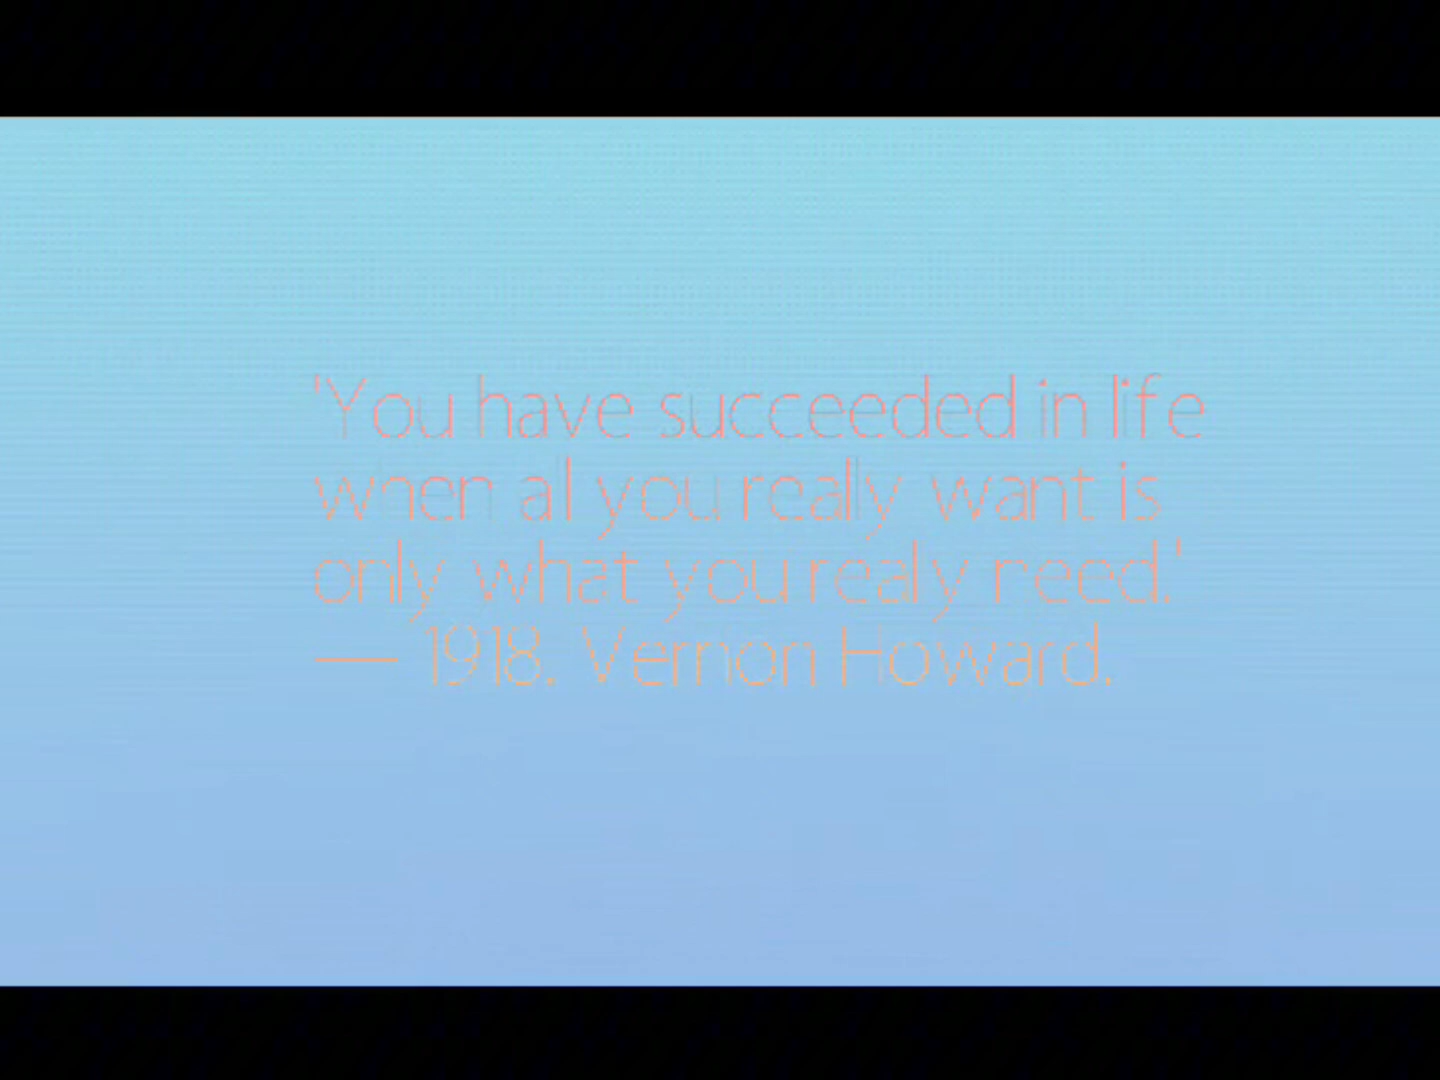 'You have succeeded in life
when all you really want is
only what you really need.'
— 1918. Vernon Howard.